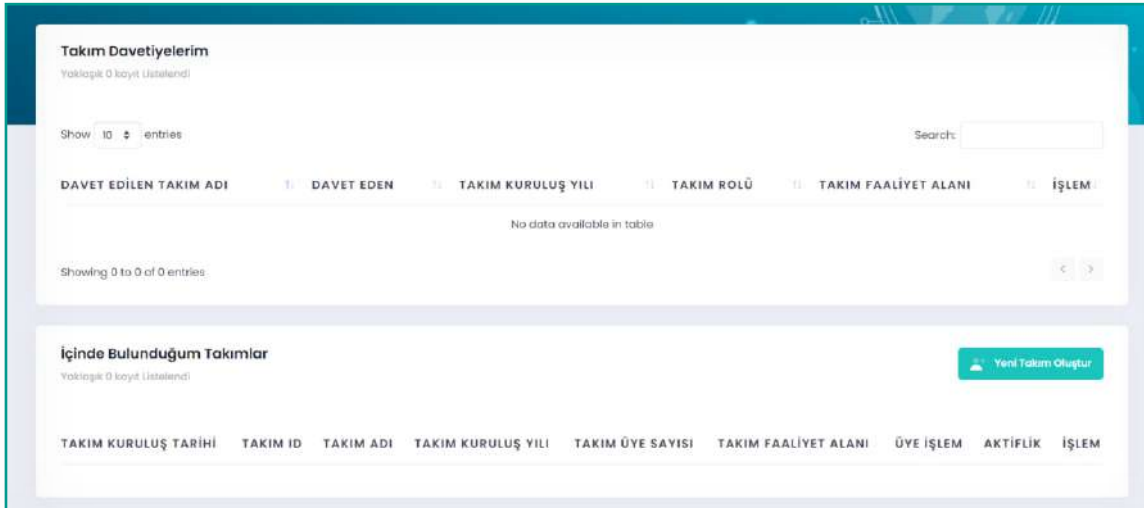 Takım Davetiyelerim
Yaklaşık 0 kayıt Listelendi
Show 10 entries
Search:
DAVET EDİLEN TAKIM ADI DAVET EDEN TAKIM KURULUŞ YILI TAKIM ROLÜ TAKIM FAALİYET ALANI İŞLEM
No data available in table
Showing 0 to 0 of 0 entries
İçinde Bulunduğum Takımlar
Yeni Takım Oluştur
Yaklaşık 0 kayıt Listelendi
TAKIM KURULUŞ TARİHİ TAKIM ID TAKIM ADI TAKIM KURULUŞ YILI TAKIM ÜYE SAYISI TAKIM FAALİYET ALANI ÜYE İŞLEM AKTİFLİK İŞLEM